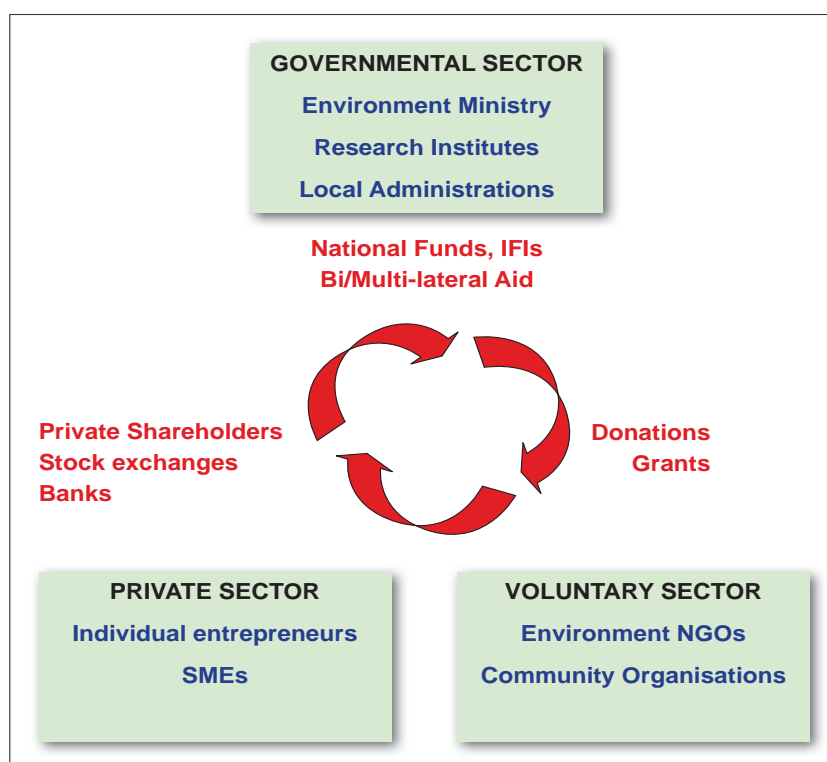 GOVERNMENTAL SECTOR
Environment Ministry
Research Institutes
Local Administrations
National Funds, IFIs
Bi/Multi-lateral Aid
Private Shareholders
Stock exchanges
Banks
Donations
Grants
PRIVATE SECTOR
Individual entrepreneurs
SMEs
VOLUNTARY SECTOR
Environment NGOs
Community Organisations